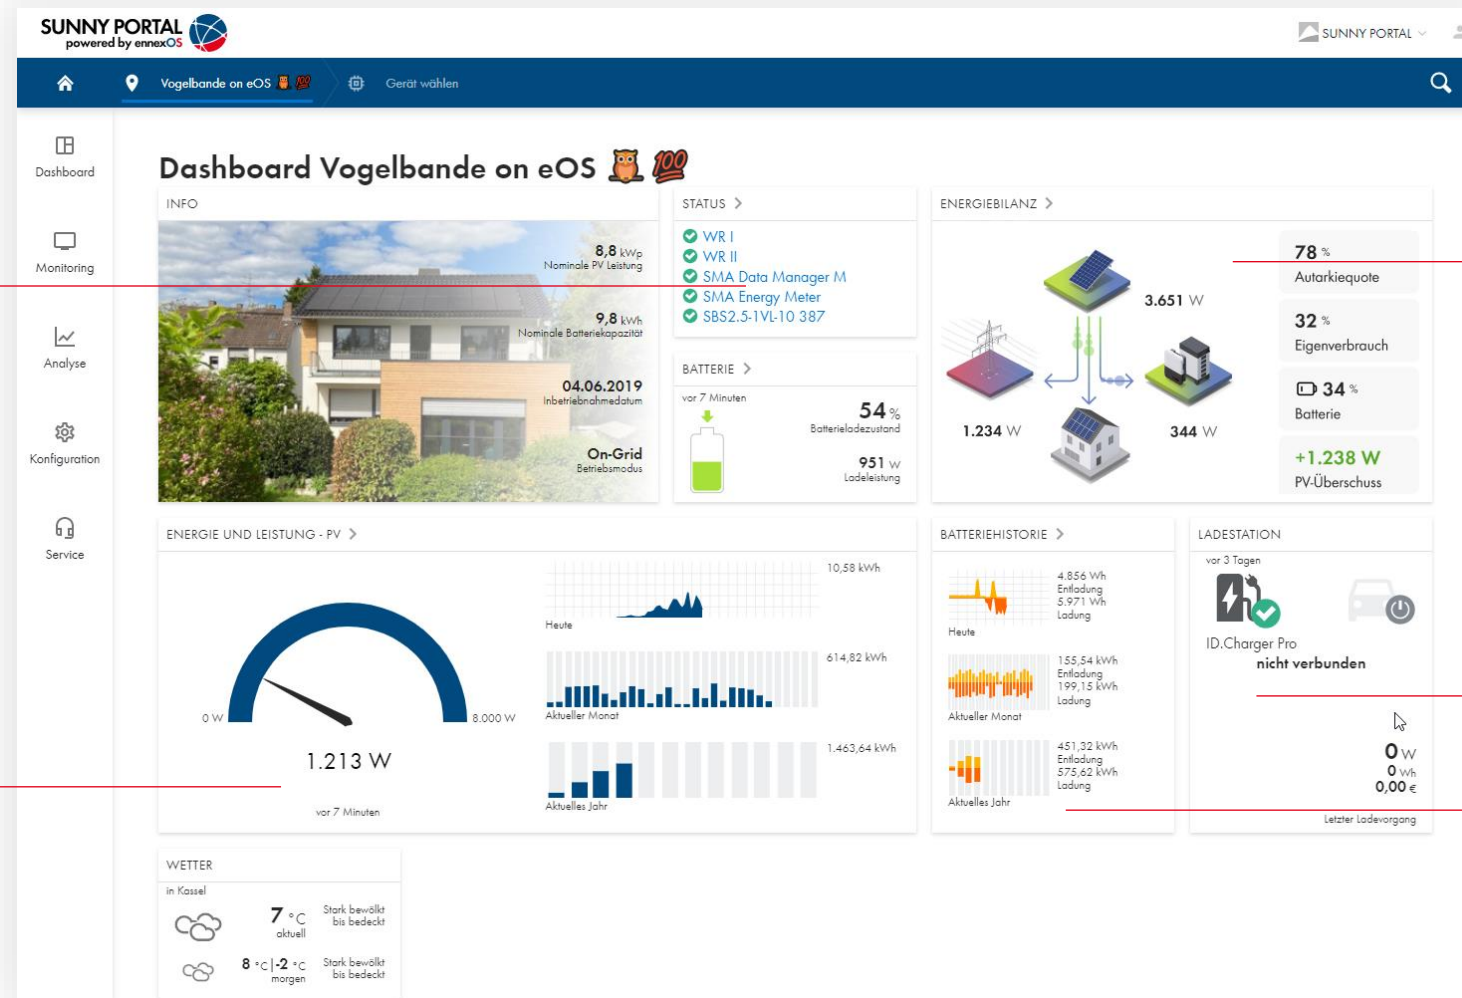 SUNNY PORTAL
powered by ennexOS
SUNNY PORTAL
Vogelbande on eOS 🦉 💯
Gerät wählen
Dashboard
Monitoring
Analyse
Konfiguration
Service
Dashboard Vogelbande on eOS 🦉 💯
INFO
8,8 kWp
Nominale PV Leistung
9,8 kWh
Nominale Batteriekapazität
04.06.2019
Inbetriebnahmedatum
On-Grid
Betriebsmodus
STATUS
WR I
WR II
SMA Data Manager M
SMA Energy Meter
SBS2.5-1VL-10 387
BATTERIE
vor 7 Minuten
54 %
Batterieladezustand
951 W
Ladeleistung
ENERGIEBILANZ
3.651 W
1.234 W
344 W
78 %
Autarkiequote
32 %
Eigenverbrauch
34 %
Batterie
+1.238 W
PV-Überschuss
ENERGIE UND LEISTUNG - PV
0 W
8.000 W
1.213 W
vor 7 Minuten
10,58 kWh
Heute
614,82 kWh
Aktueller Monat
1.463,64 kWh
Aktuelles Jahr
BATTERIEHISTORIE
4.856 Wh
Entladung
5.971 Wh
Ladung
Heute
155,54 kWh
Entladung
199,15 kWh
Ladung
Aktueller Monat
451,32 kWh
Entladung
575,62 kWh
Ladung
Aktuelles Jahr
LADESTATION
vor 3 Tagen
ID.Charger Pro
nicht verbunden
0 W
0 Wh
0,00 €
Letzter Ladevorgang
WETTER
in Kassel
7 °C
aktuell
Stark bewölkt
bis bedeckt
8 °C|-2 °C
morgen
Stark bewölkt
bis bedeckt